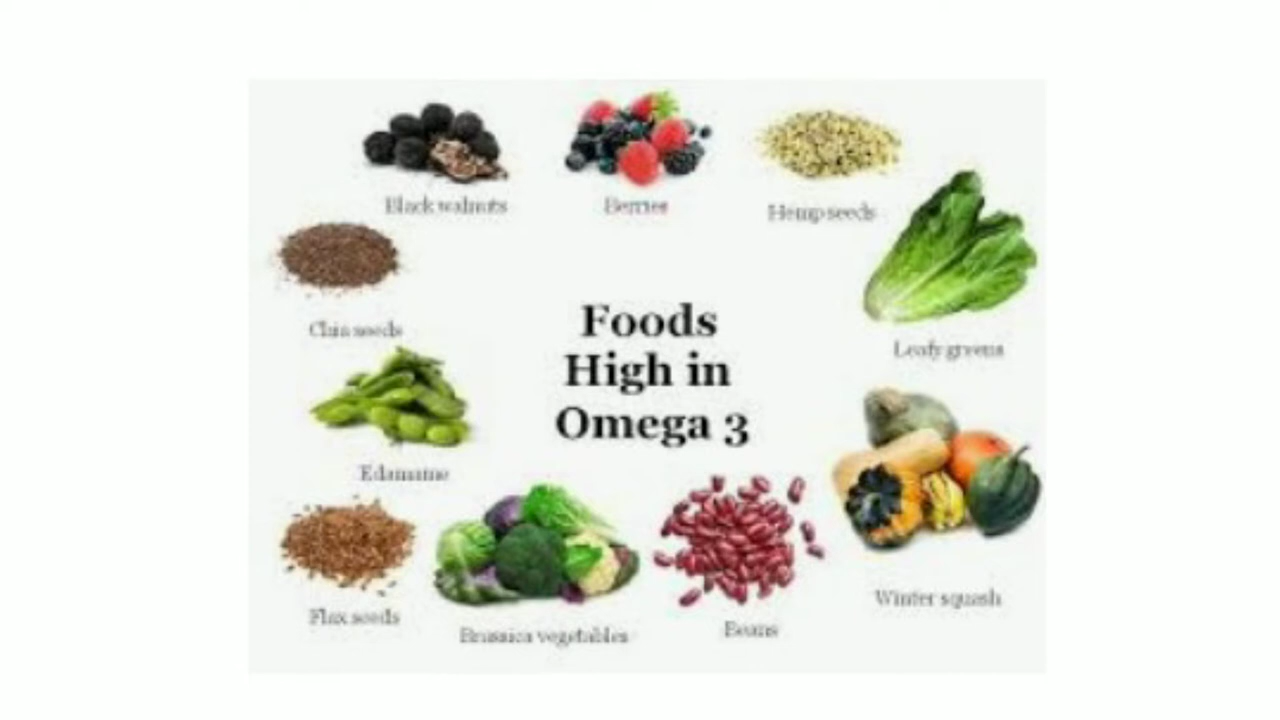 Black walnuts
Berries
Hemp seeds
Chia seeds
Leafy greens
Foods
High in
Omega 3
Edamame
Winter squash
Flax seeds
Brassica vegetables
Beans